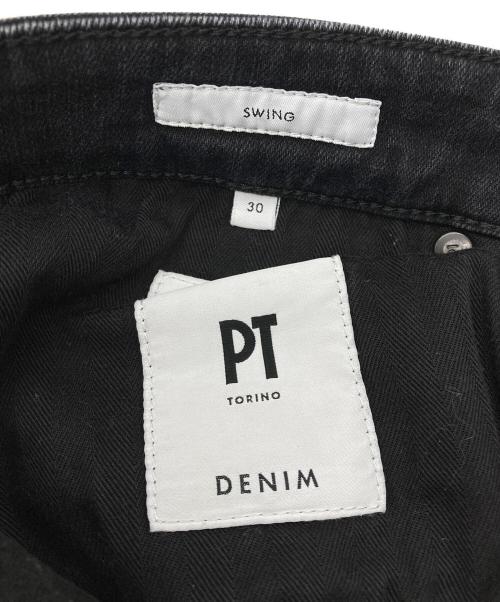 SWING
30
PT
TORINO
DENIM